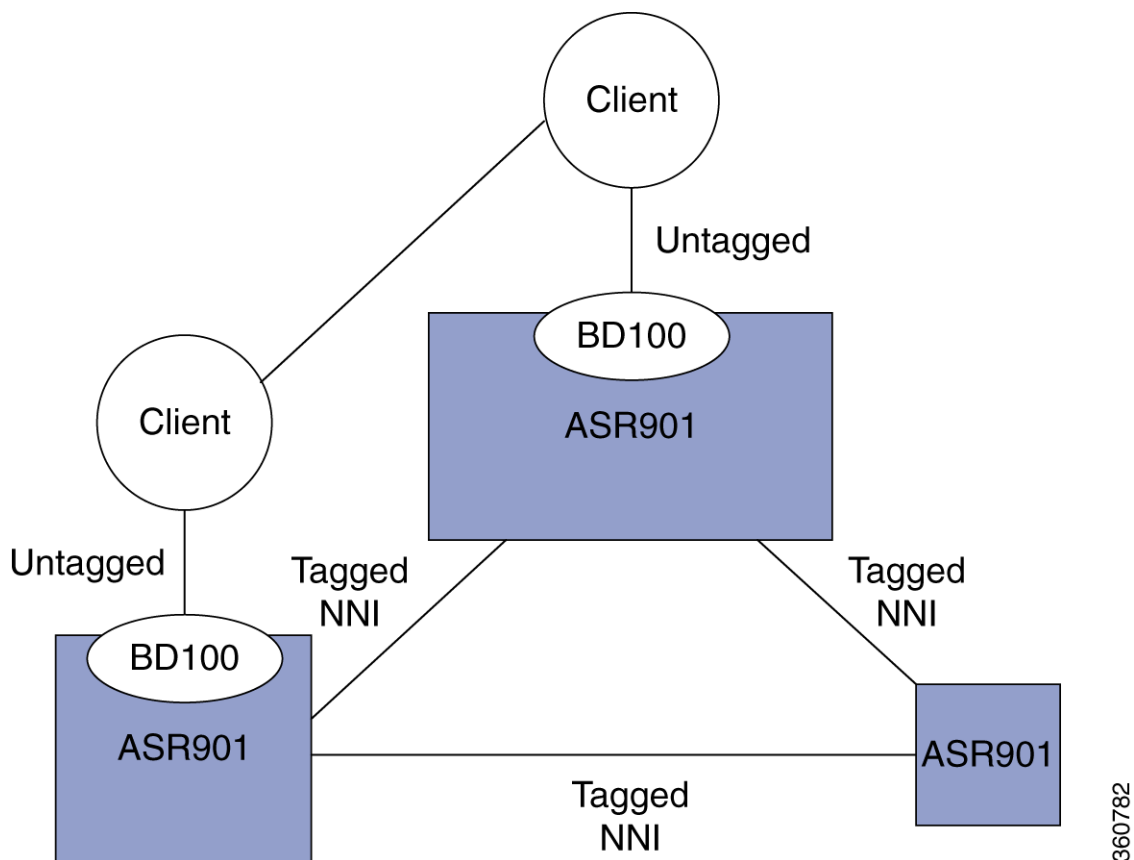 Client
Untagged
BD100
ASR901
Client
Untagged
Tagged
NNI
Tagged
NNI
BD100
ASR901
ASR901
Tagged
NNI
360782